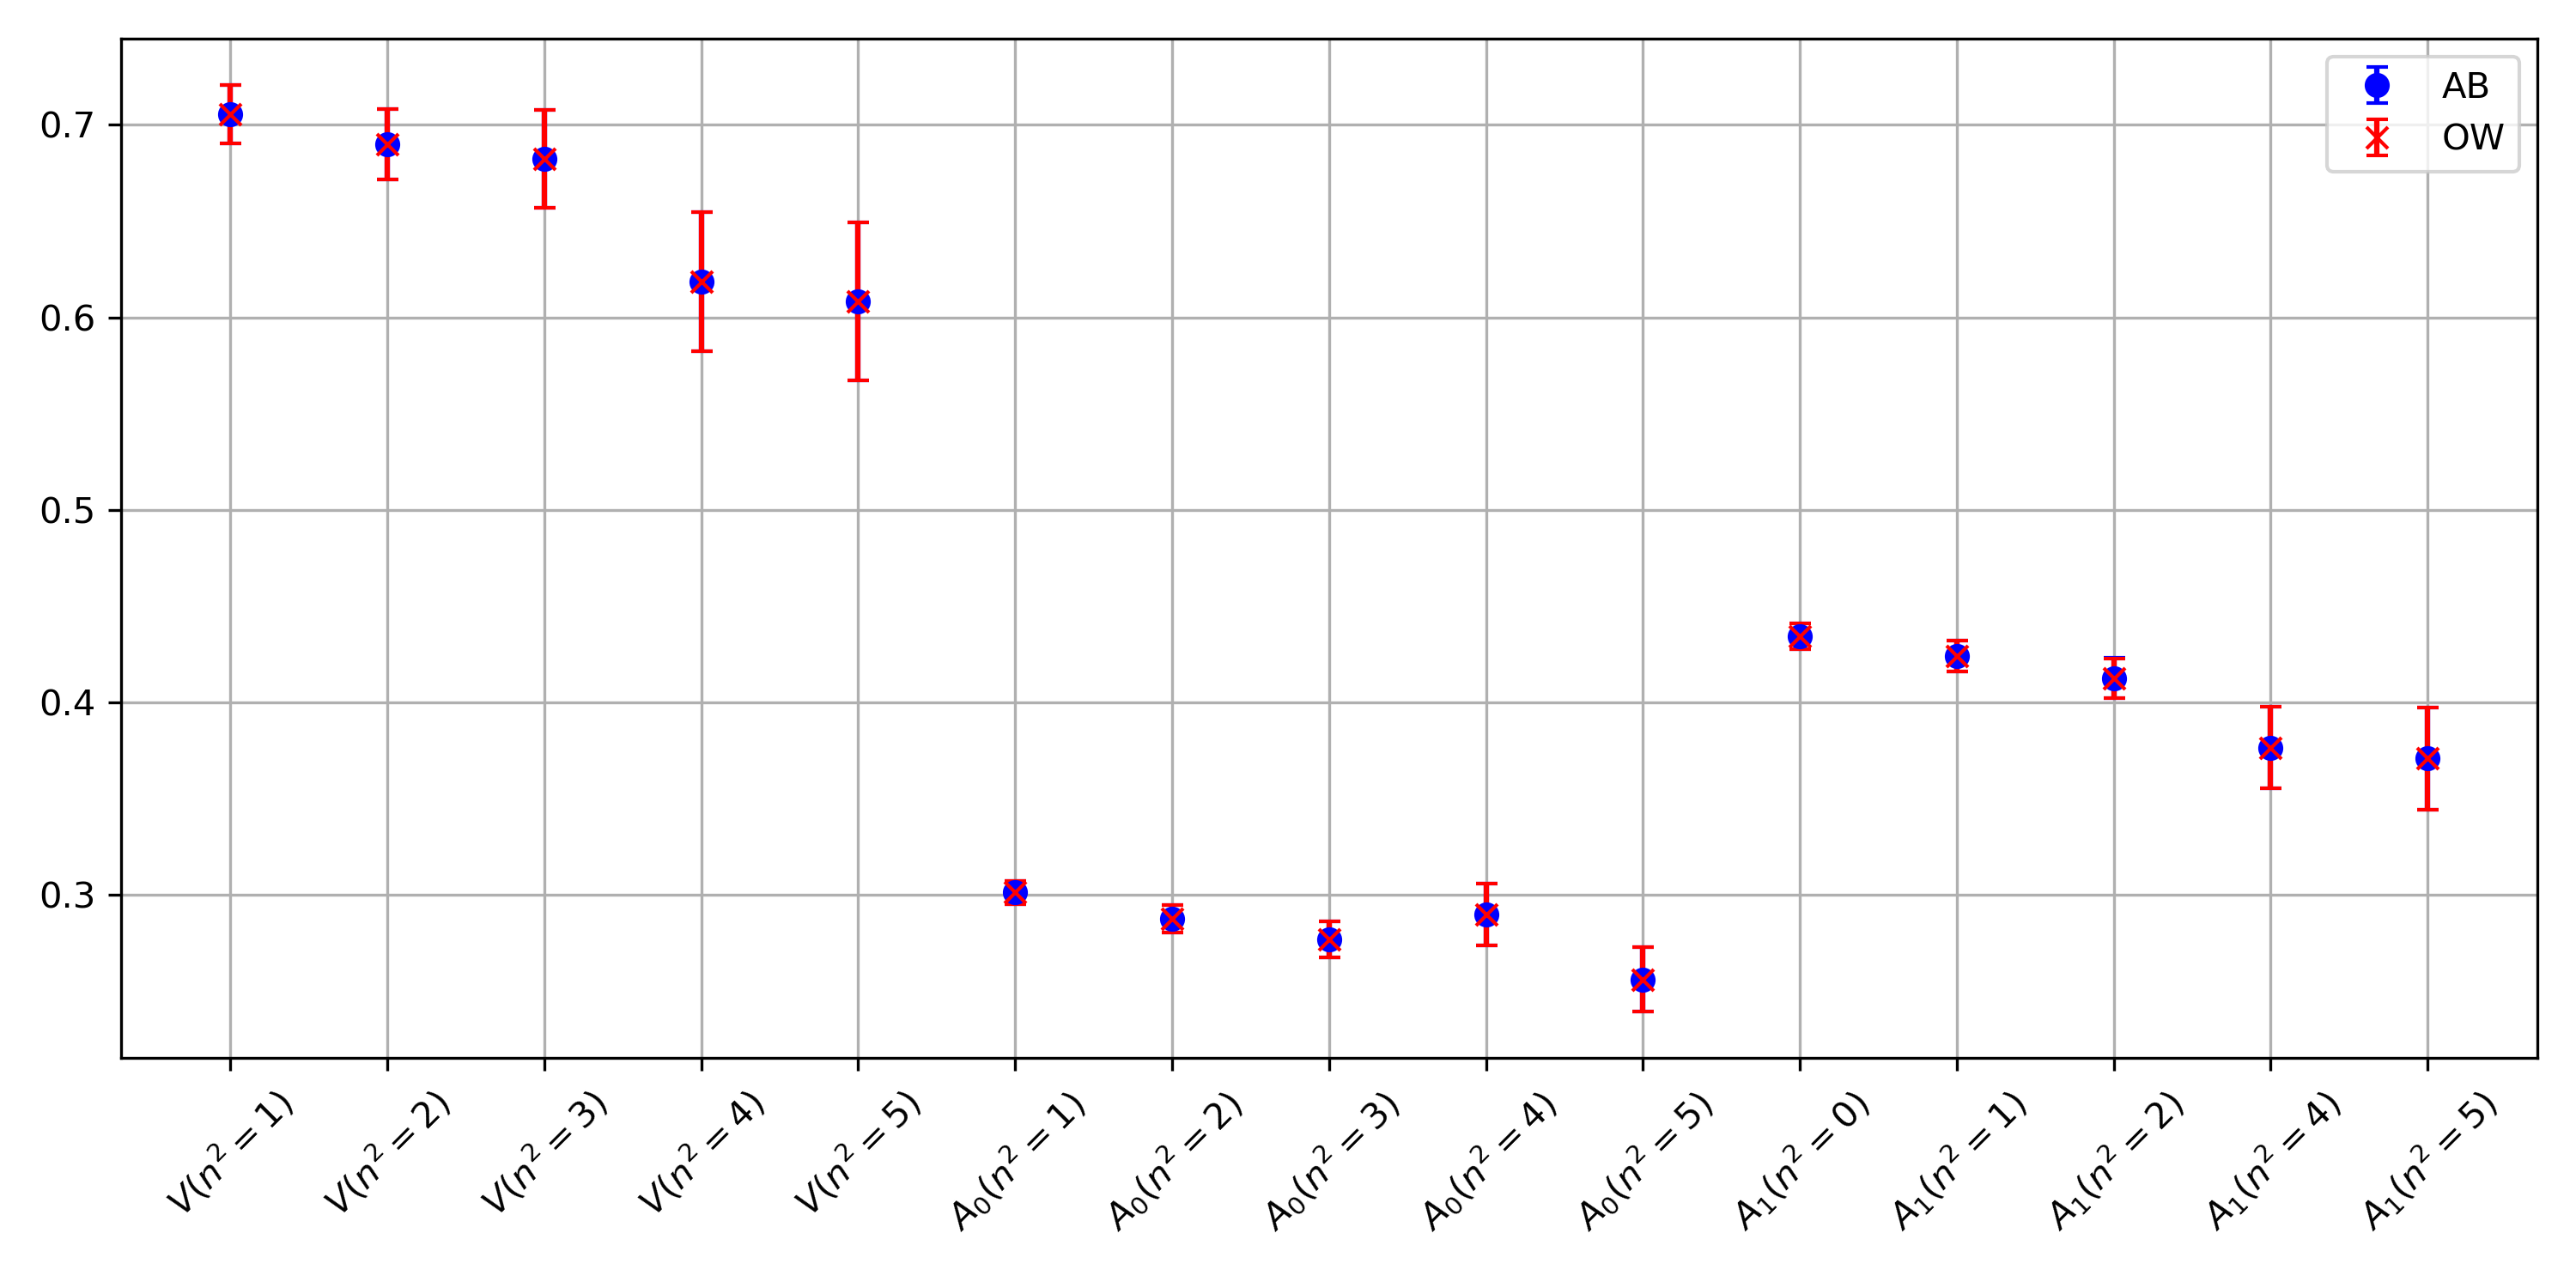 AB
OW
0.7
0.6
0.5
0.4
0.3
V(n² = 1)
V(n² = 2)
V(n² = 3)
V(n² = 4)
V(n² = 5)
A₀(n² = 1)
A₀(n² = 2)
A₀(n² = 3)
A₀(n² = 4)
A₀(n² = 5)
A₁(n² = 0)
A₁(n² = 1)
A₁(n² = 2)
A₁(n² = 4)
A₁(n² = 5)